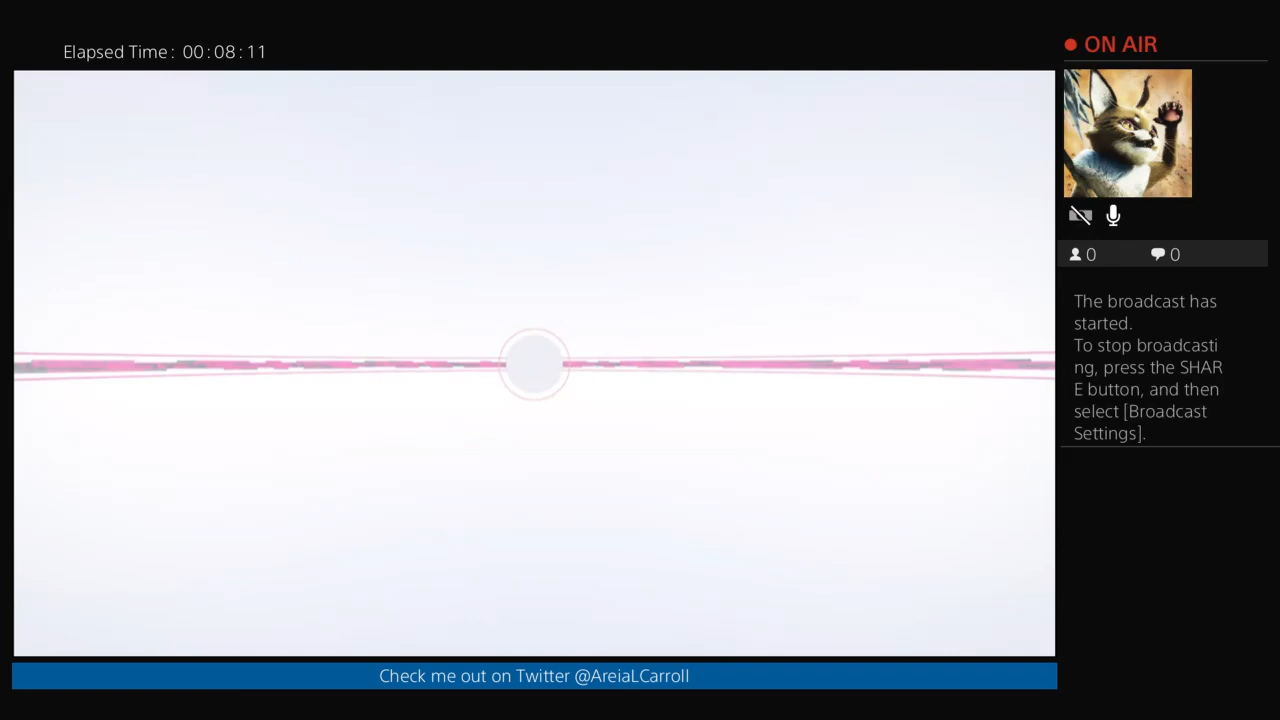 Elapsed Time: 00:08:11
ON AIR
0 0
The broadcast has
started.
To stop broadcasti
ng, press the SHAR
E button, and then
select [Broadcast
Settings].
Check me out on Twitter @AreiaLCarroll